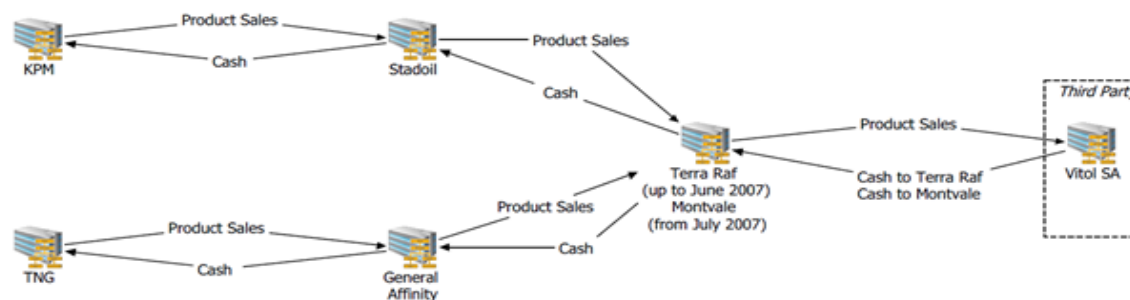 Product Sales
Cash
KPM
Stadoil
Product Sales
Cash
Third Party
Product Sales
Cash to Terra Raf
Cash to Montvale
Vitol SA
Terra Raf
(up to June 2007)
Montvale
(from July 2007)
Product Sales
Cash
Product Sales
Cash
TNG
General
Affinity